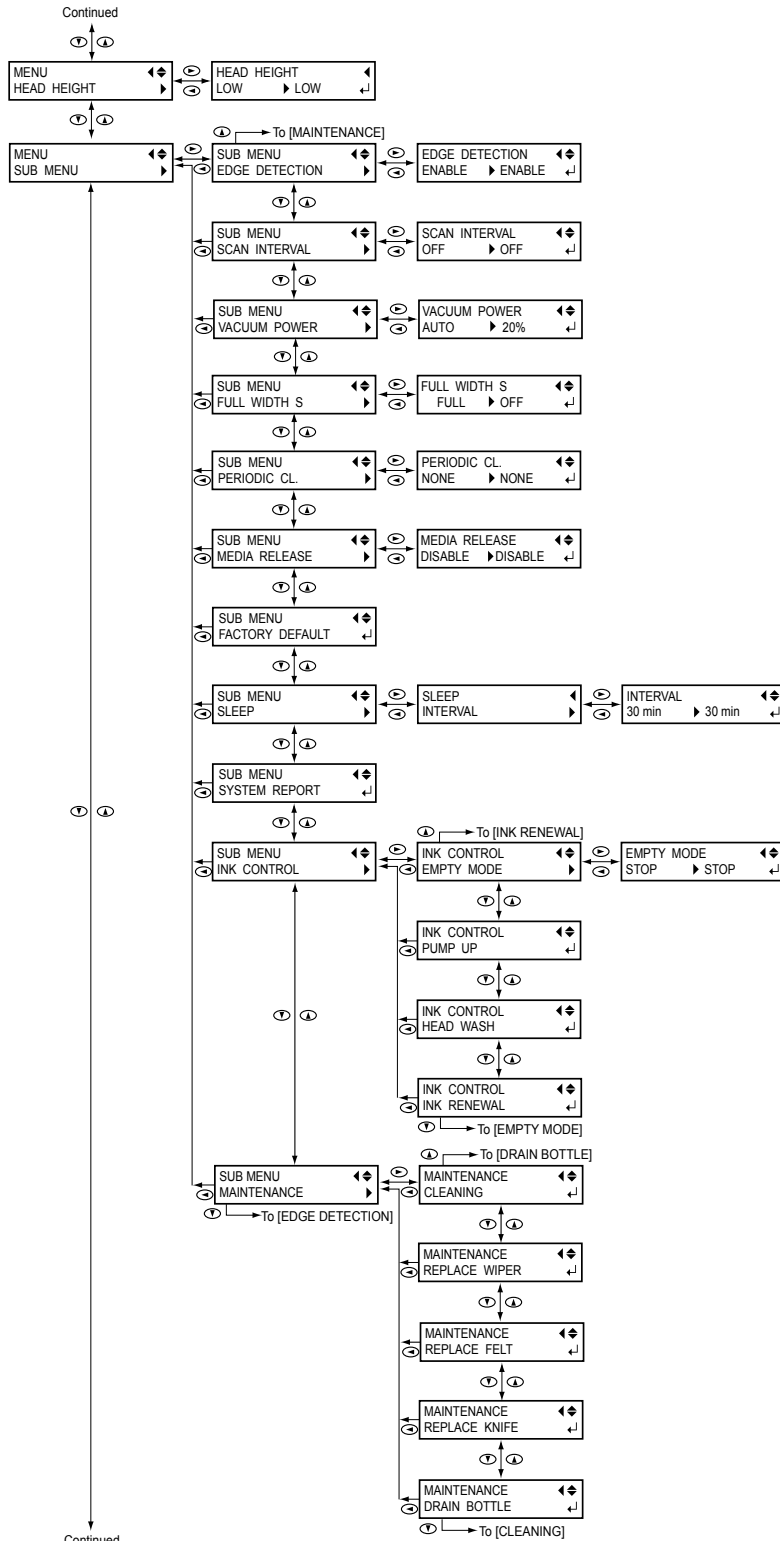 Continued
MENU
HEAD HEIGHT
HEAD HEIGHT
LOW LOW
To [MAINTENANCE]
MENU
SUB MENU
SUB MENU
EDGE DETECTION
EDGE DETECTION
ENABLE ENABLE
SUB MENU
SCAN INTERVAL
SCAN INTERVAL
OFF OFF
SUB MENU
VACUUM POWER
VACUUM POWER
AUTO 20%
SUB MENU
FULL WIDTH S
FULL WIDTH S
FULL OFF
SUB MENU
PERIODIC CL.
PERIODIC CL.
NONE NONE
SUB MENU
MEDIA RELEASE
MEDIA RELEASE
DISABLE DISABLE
SUB MENU
FACTORY DEFAULT
SUB MENU
SLEEP
SLEEP
INTERVAL
INTERVAL
30 min 30 min
SUB MENU
SYSTEM REPORT
To [INK RENEWAL]
SUB MENU
INK CONTROL
INK CONTROL
EMPTY MODE
EMPTY MODE
STOP STOP
INK CONTROL
PUMP UP
INK CONTROL
HEAD WASH
INK CONTROL
INK RENEWAL
To [EMPTY MODE]
To [DRAIN BOTTLE]
SUB MENU
MAINTENANCE
To [EDGE DETECTION]
MAINTENANCE
CLEANING
MAINTENANCE
REPLACE WIPER
MAINTENANCE
REPLACE FELT
MAINTENANCE
REPLACE KNIFE
MAINTENANCE
DRAIN BOTTLE
To [CLEANING]
Continued